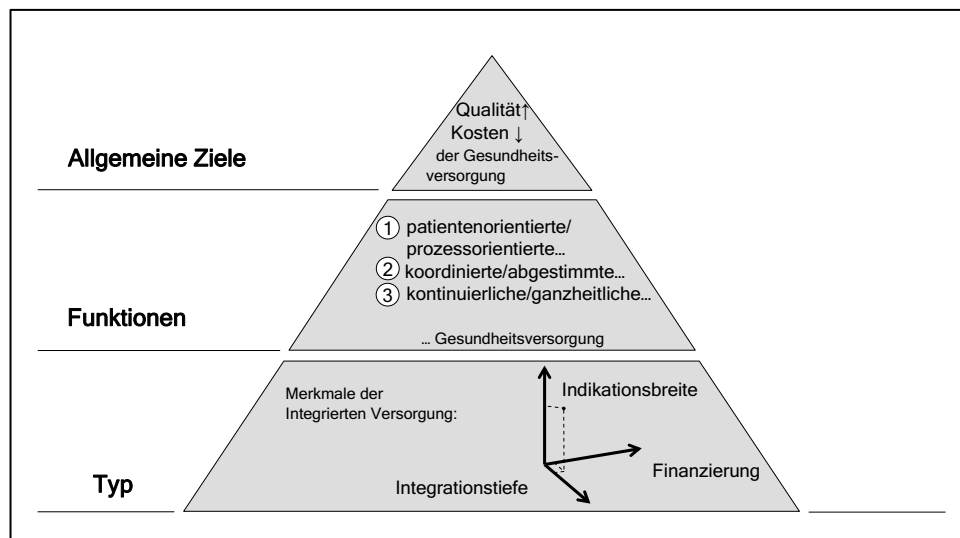 Qualität↑
Kosten ↓
der Gesundheits-
versorgung
Allgemeine Ziele
1 patientenorientierte/
prozessorientierte...
2 koordinierte/abgestimmte...
3 kontinuierliche/ganzheitliche...
Funktionen
... Gesundheitsversorgung
Merkmale der
Integrierten Versorgung:
Indikationsbreite
Finanzierung
Integrationstiefe
Typ